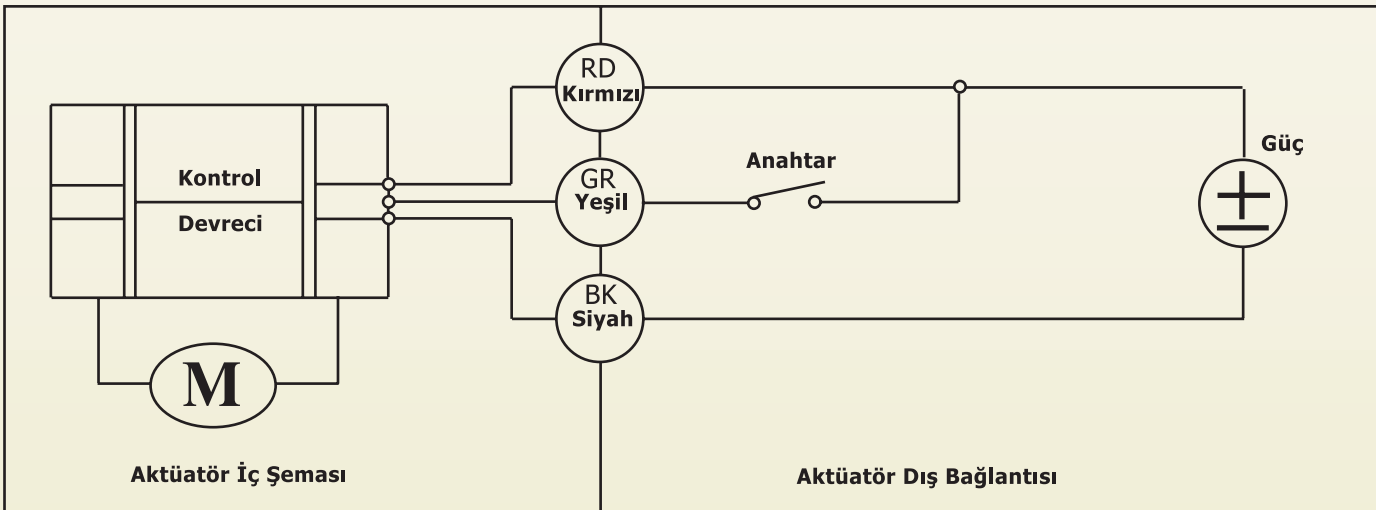 RD
Kırmızı
Güç
Anahtar
Kontrol
GR
Yeşil
Devreci
BK
Siyah
M
Aktüatör İç Şeması
Aktüatör Dış Bağlantısı